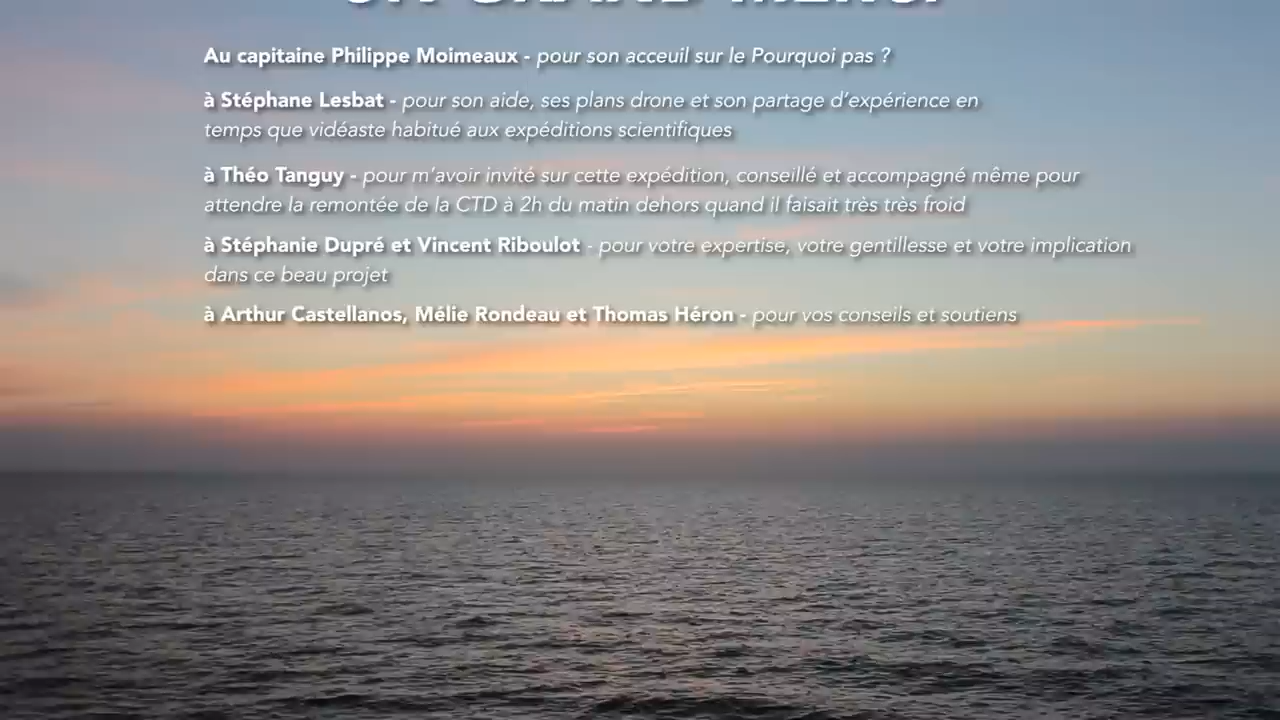 UN GRAND MERCI
Au capitaine Philippe Moimeaux - pour son acceuil sur le Pourquoi pas ?
à Stéphane Lesbat - pour son aide, ses plans drone et son partage d’expérience en
temps que vidéaste habitué aux expéditions scientifiques
à Théo Tanguy - pour m’avoir invité sur cette expédition, conseillé et accompagné même pour
attendre la remontée de la CTD à 2h du matin dehors quand il faisait très très froid
à Stéphanie Dupré et Vincent Riboulot - pour votre expertise, votre gentillesse et votre implication
dans ce beau projet
à Arthur Castellanos, Mélie Rondeau et Thomas Héron - pour vos conseils et soutiens